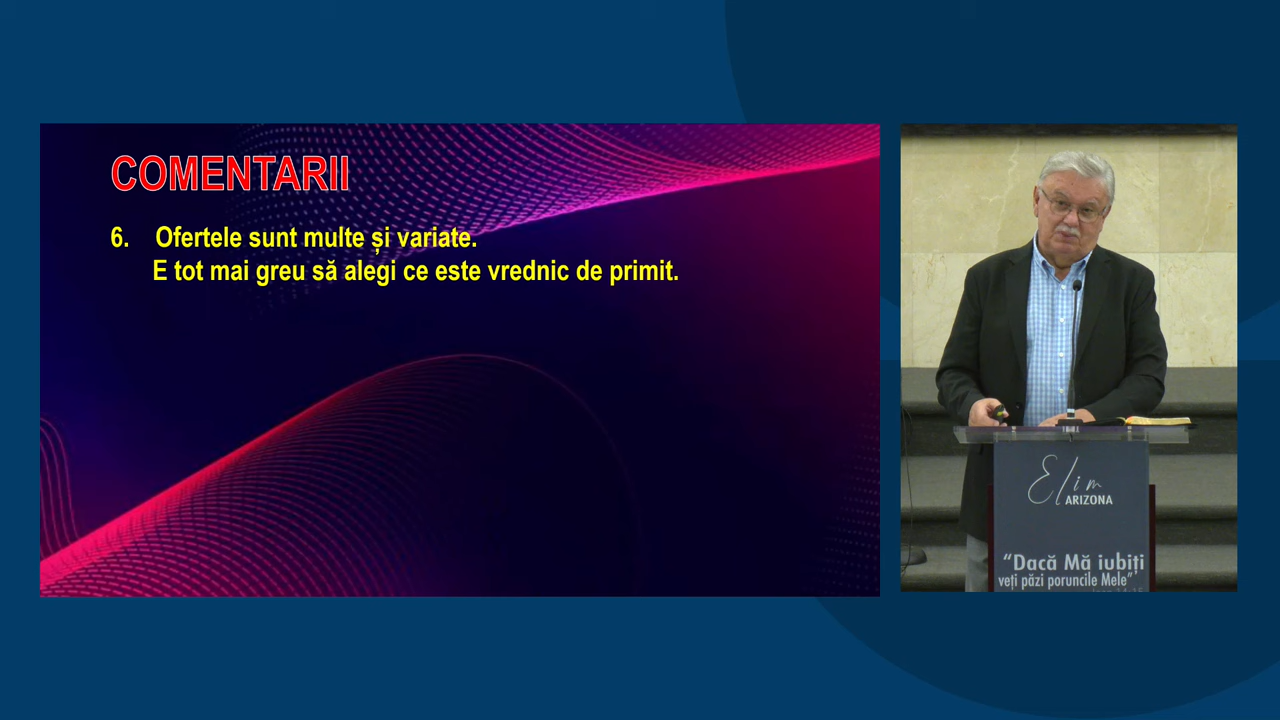 COMENTARII
6. Ofertele sunt multe și variate.
E tot mai greu să alegi ce este vrednic de primit.
Elim
ARIZONA
“Dacă Mă iubiți
veți păzi poruncile Mele”